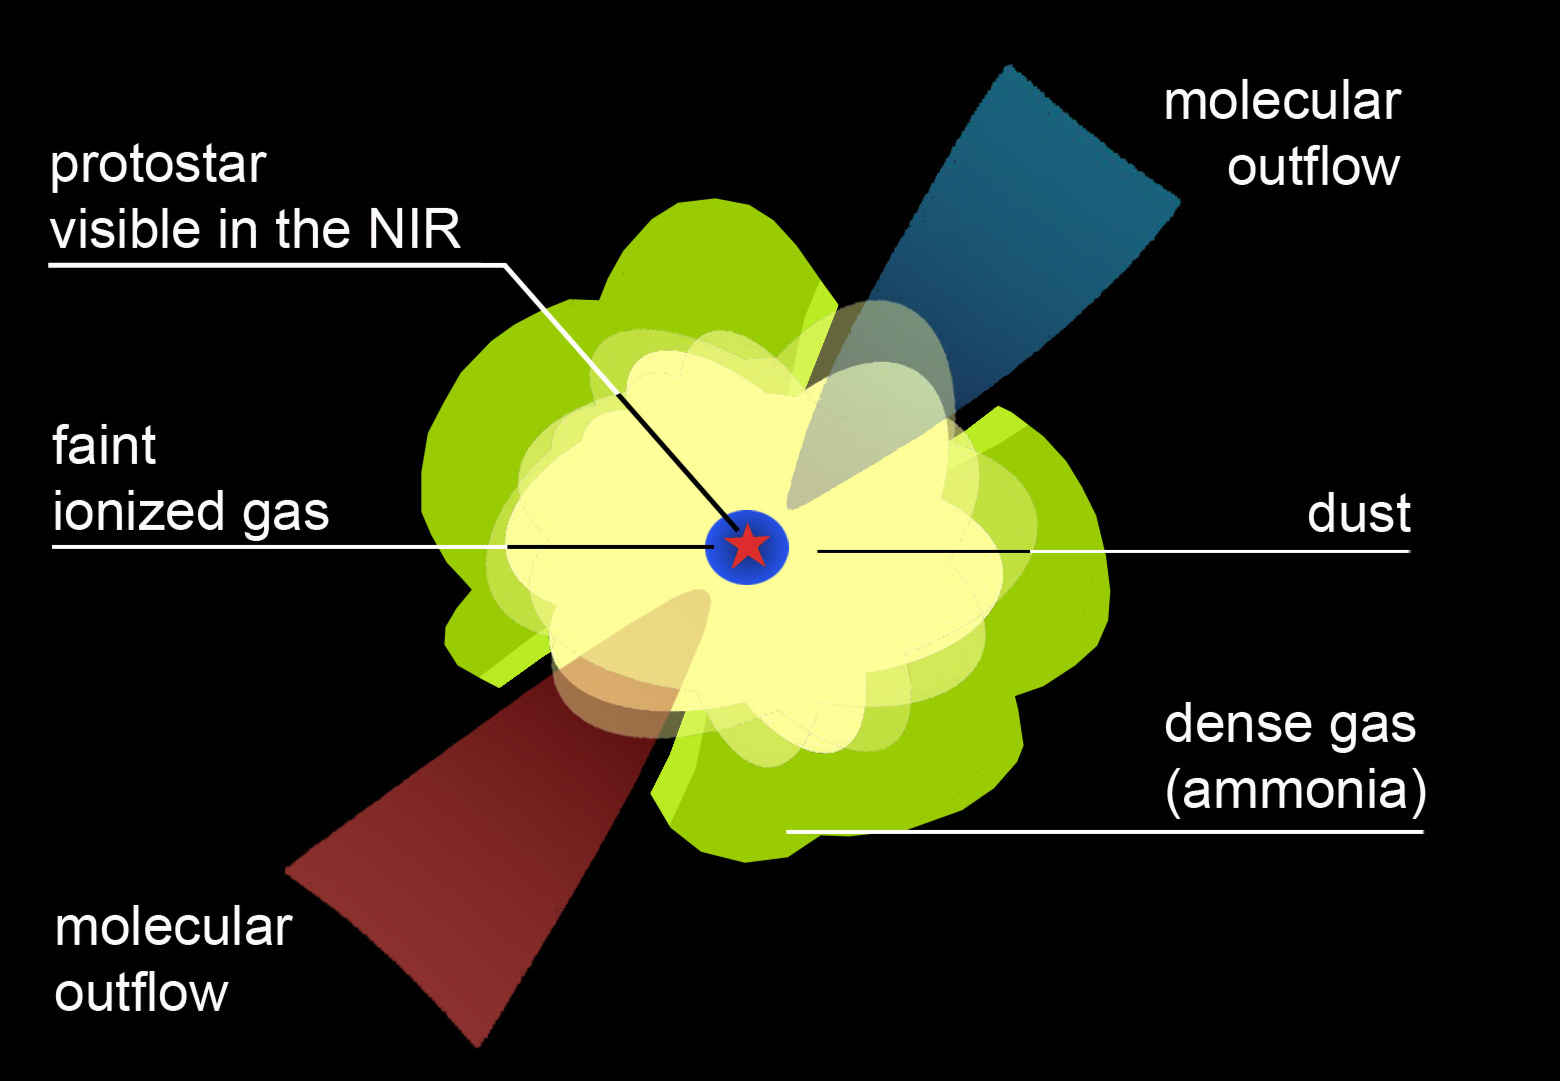 protostar
visible in the NIR
molecular
outflow
faint
ionized gas
dust
dense gas
(ammonia)
molecular
outflow